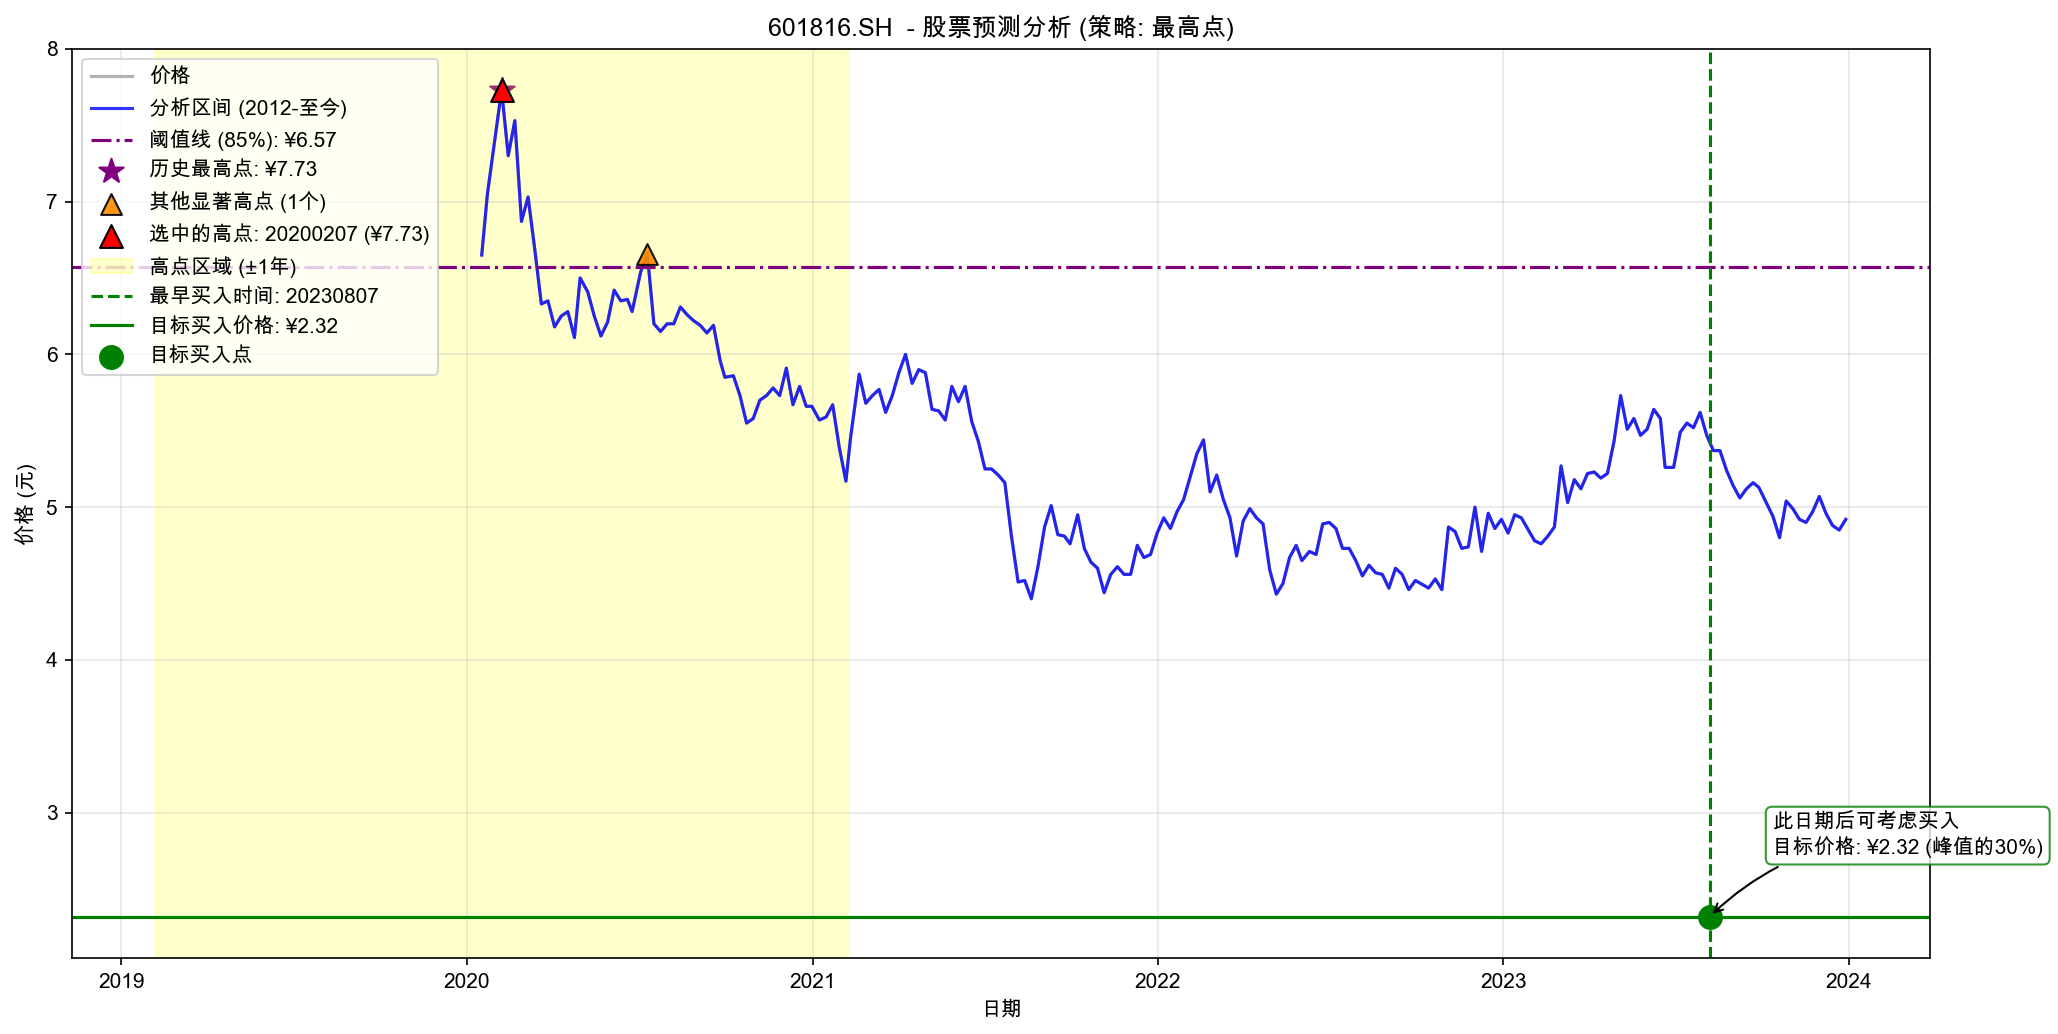 601816.SH - 股票预测分析 (策略: 最高点)
价格
分析区间 (2012-至今)
阈值线 (85%): ¥6.57
历史最高点: ¥7.73
其他显著高点 (1个)
选中的高点: 20200207 (¥7.73)
高点区域 (±1年)
最早买入时间: 20230807
目标买入价格: ¥2.32
目标买入点
8
7
6
5
4
3
价格 (元)
此日期后可考虑买入
目标价格: ¥2.32 (峰值的30%)
2019
2020
2021
2022
2023
2024
日期